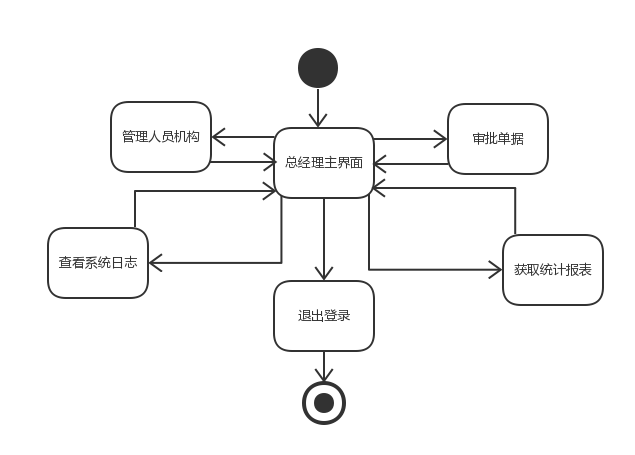 管理人员机构
审批单据
总经理主界面
查看系统日志
获取统计报表
退出登录